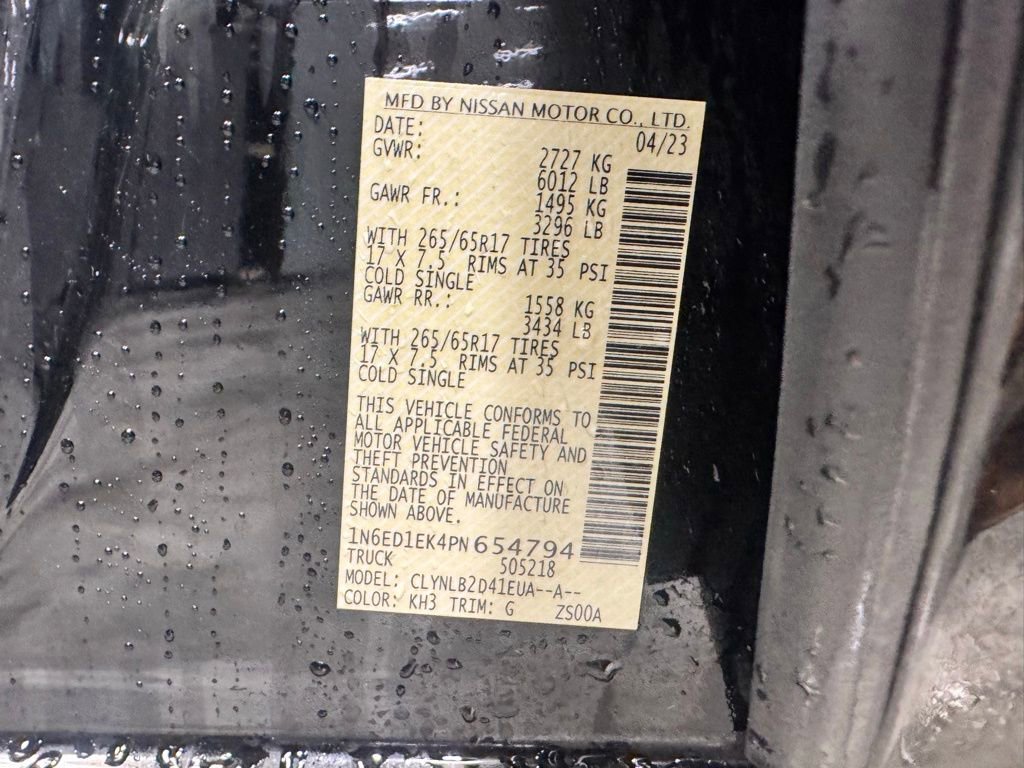 MFD BY NISSAN MOTOR CO., LTD.
DATE: 04/23
GVWR: 2727 KG
6012 LB
GAWR FR.: 1495 KG
3296 LB
WITH 265/65R17 TIRES
17 X 7.5 RIMS AT 35 PSI
COLD SINGLE
GAWR RR.: 1558 KG
3434 LB
WITH 265/65R17 TIRES
17 X 7.5 RIMS AT 35 PSI
COLD SINGLE
THIS VEHICLE CONFORMS TO
ALL APPLICABLE FEDERAL
MOTOR VEHICLE SAFETY AND
THEFT PREVENTION
STANDARDS IN EFFECT ON
THE DATE OF MANUFACTURE
SHOWN ABOVE.
1N6ED1EK4PN654794
TRUCK 505218
MODEL: CLYNLB2D41EUA--A--
COLOR: KH3 TRIM: G ZS00A